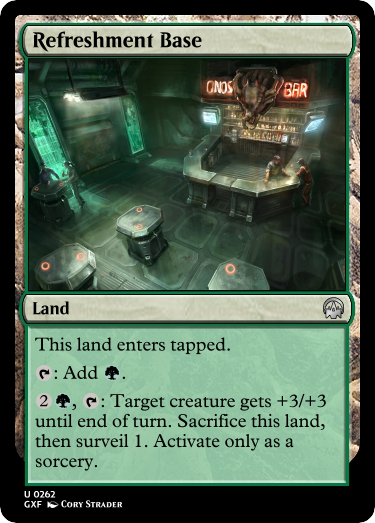 Refreshment Base
GNOS BAR
Land
This land enters tapped.
: Add .
2 , : Target creature gets +3/+3
until end of turn. Sacrifice this land,
then surveil 1. Activate only as a
sorcery.
U 0262
GXF Cory Strader